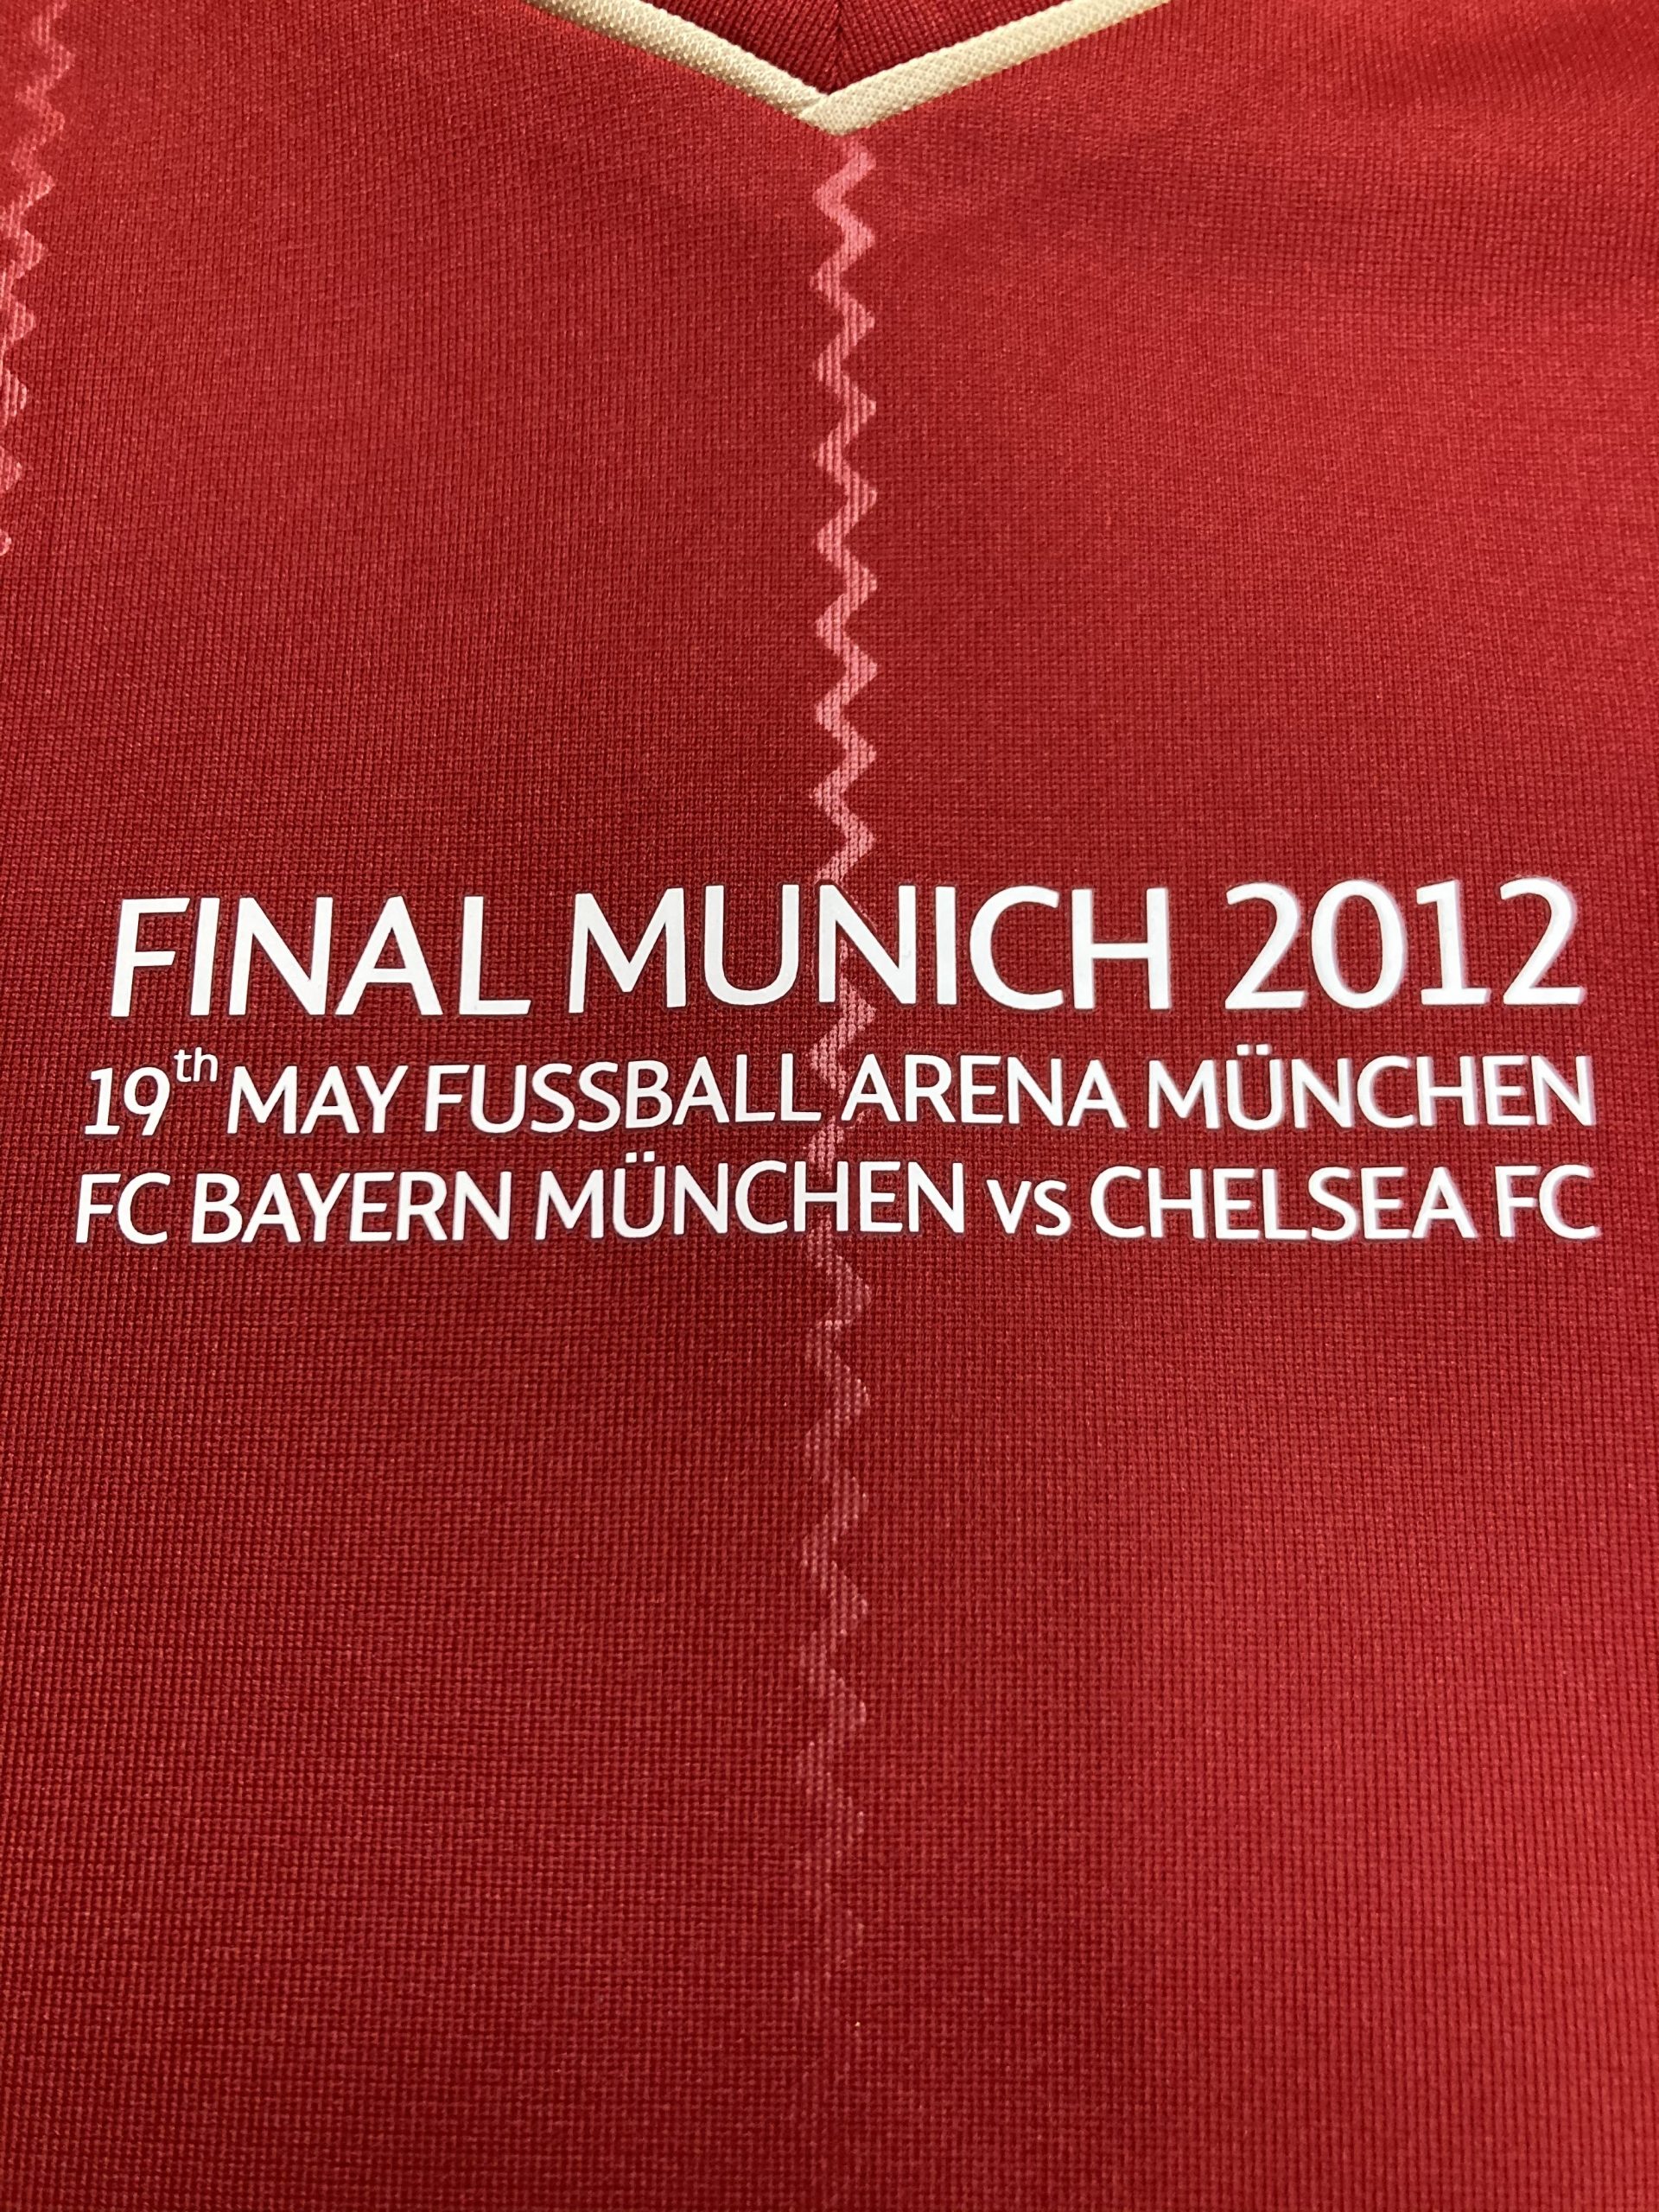 FINAL MUNICH 2012
19th MAY FUSSBALL ARENA MÜNCHEN
FC BAYERN MÜNCHEN VS CHELSEA FC